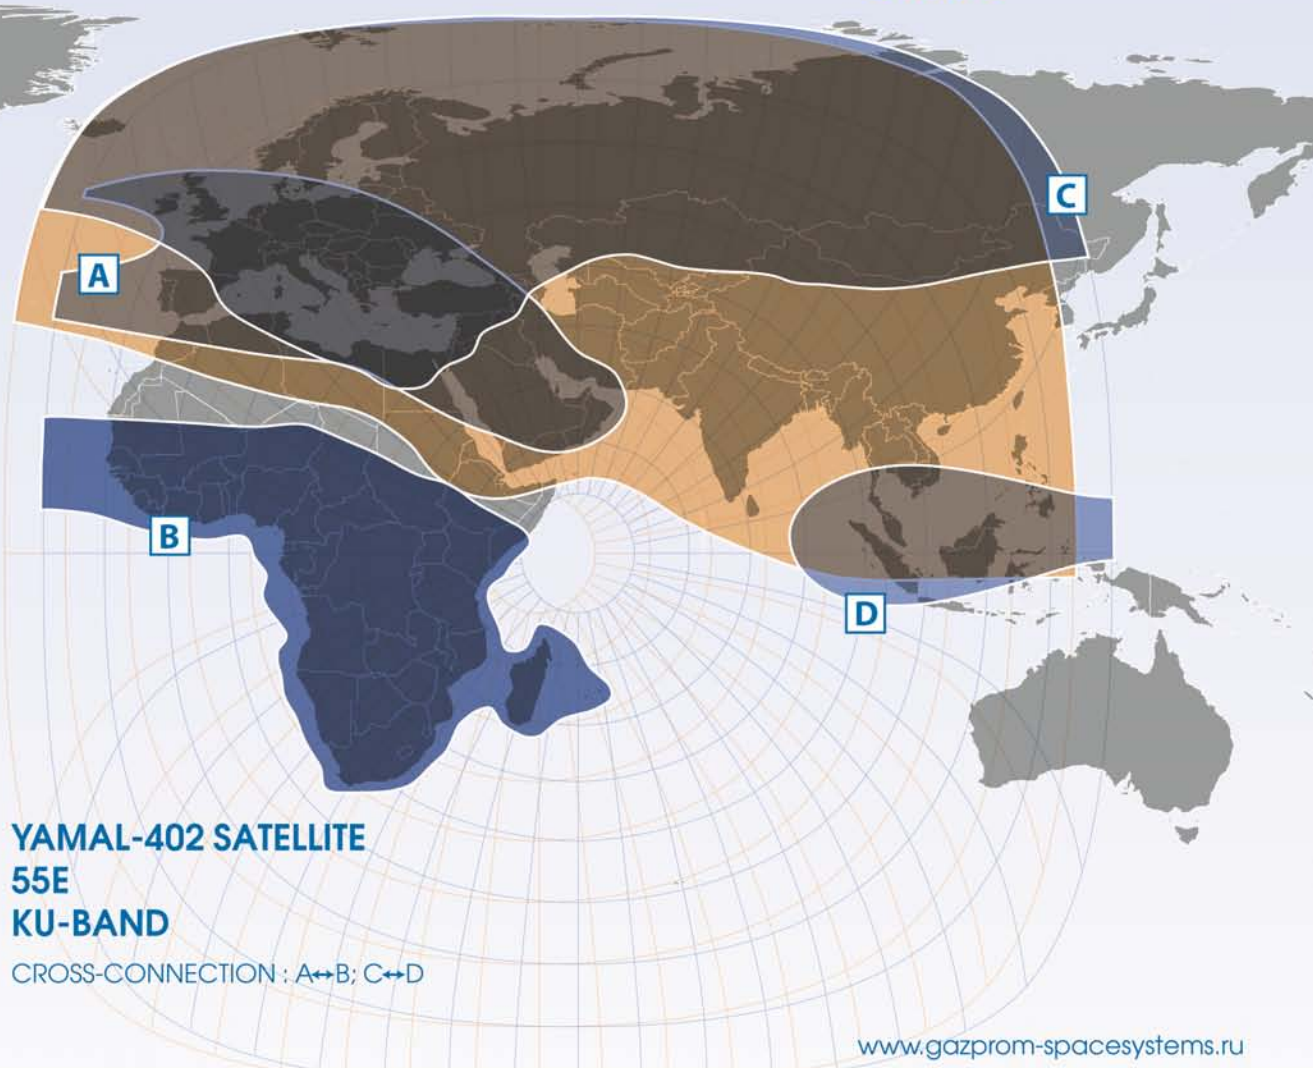 C
A
B
D
YAMAL-402 SATELLITE
55E
KU-BAND
CROSS-CONNECTION : A↔B; C↔D
www.gazprom-spacesystems.ru